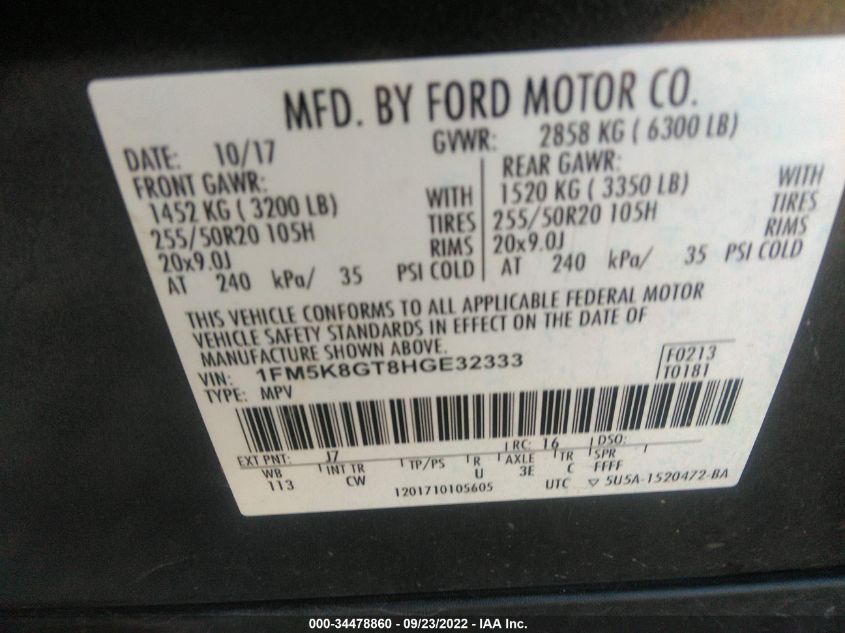 MFD. BY FORD MOTOR CO.
DATE: 10/17 GVWR: 2858 KG ( 6300 LB)
FRONT GAWR: REAR GAWR:
1452 KG ( 3200 LB) WITH 1520 KG ( 3350 LB) WITH
255/50R20 105H TIRES 255/50R20 105H TIRES
20x9.0J RIMS 20x9.0J RIMS
AT 240 kPa/ 35 PSI COLD AT 240 kPa/ 35 PSI COLD
THIS VEHICLE CONFORMS TO ALL APPLICABLE FEDERAL MOTOR
VEHICLE SAFETY STANDARDS IN EFFECT ON THE DATE OF
MANUFACTURE SHOWN ABOVE.
VIN: 1FM5K8GT8HGE32333 F0213
TYPE: MPV T0181
EXT PNT: J7 RC: 16 DSO:
WB INT TR TP/PS R AXLE TR SPR
113 CW U 3E C FFFF
1201710105605 UTC ▽ 5U5A-1520472-BA
000-34478860 - 09/23/2022 - IAA Inc.